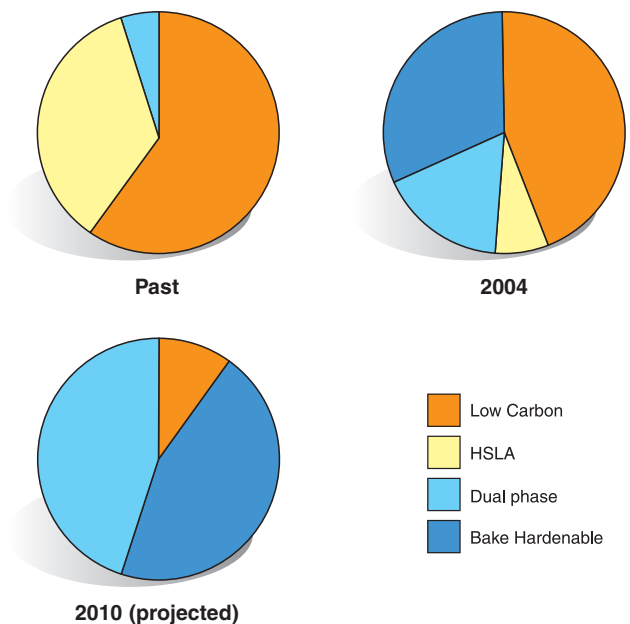 Past
2004
2010 (projected)
Low Carbon
HSLA
Dual phase
Bake Hardenable